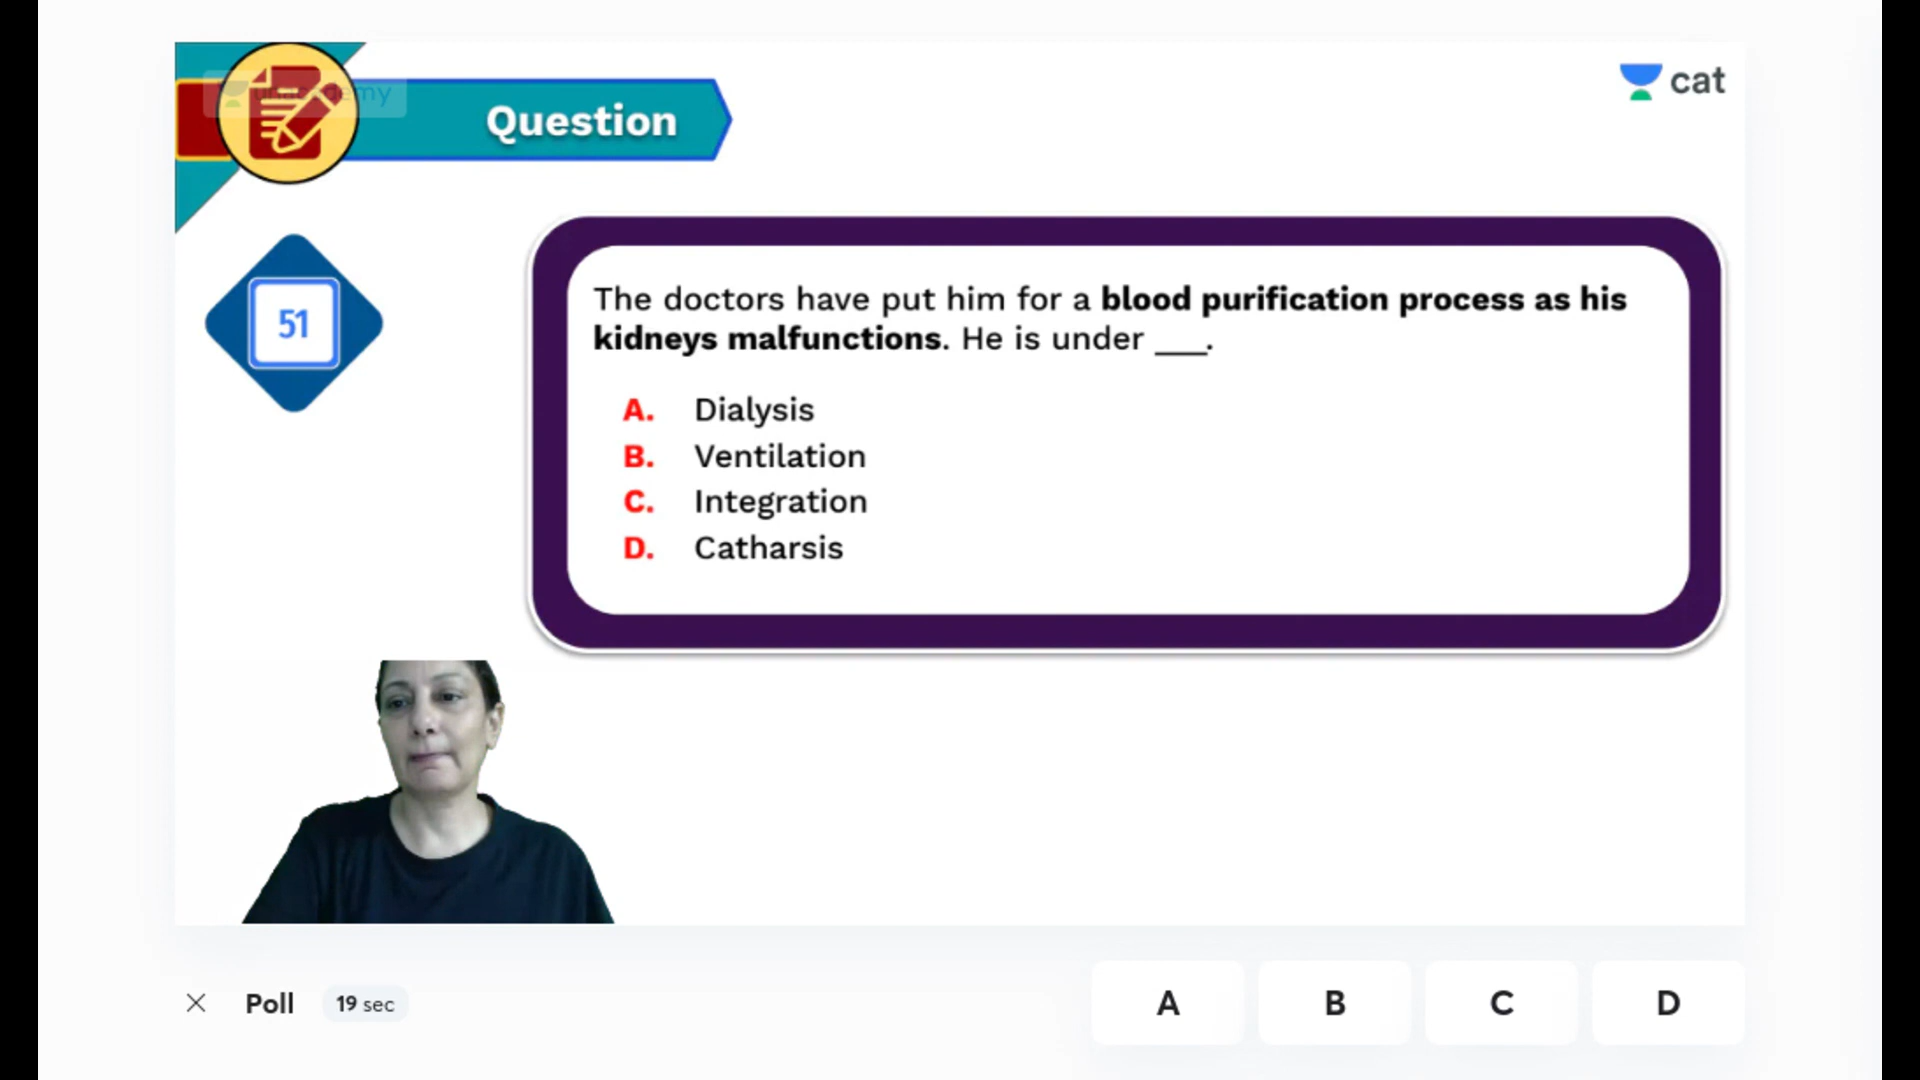 unacademy
Question
cat
51
The doctors have put him for a blood purification process as his
kidneys malfunctions. He is under ___.
A. Dialysis
B. Ventilation
C. Integration
D. Catharsis
Poll
19 sec
A
B
C
D